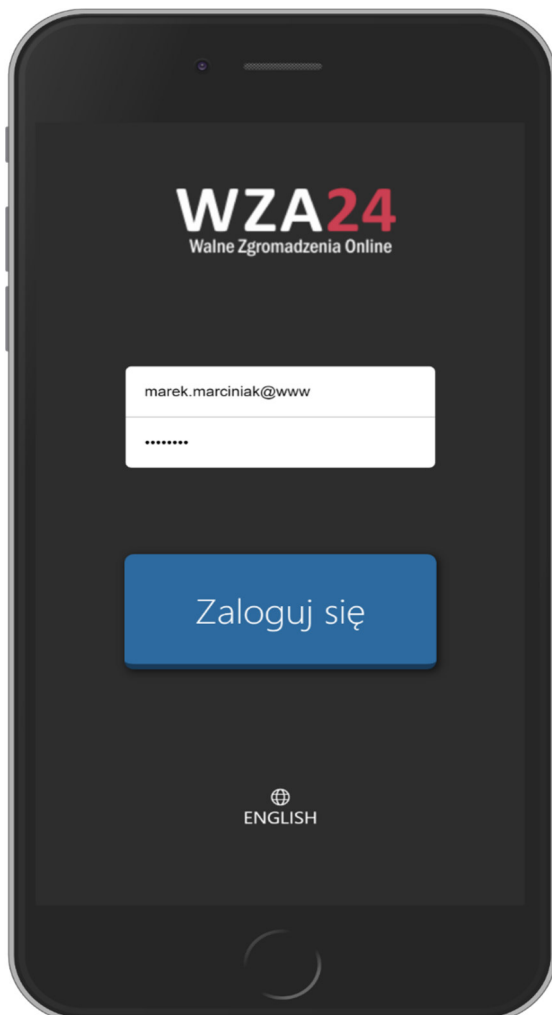 WZA24
Walne Zgromadzenia Online
marek.marciniak@www
••••••••
Zaloguj się
ENGLISH